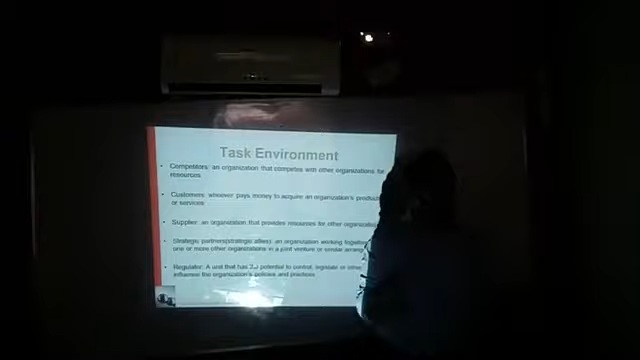 Task Environment
• Competitors: an organization that competes with other organizations for
resources
• Customers: whoever pays money to acquire an organization's product
or services
• Supplier: an organization that provides resources for other
• Strategic partners(strategic allies): an organization working together
one or more other organizations in a joint venture or similar
• Regulator: A unit that has potential to control, legislate or
influence the organization's policies and practices